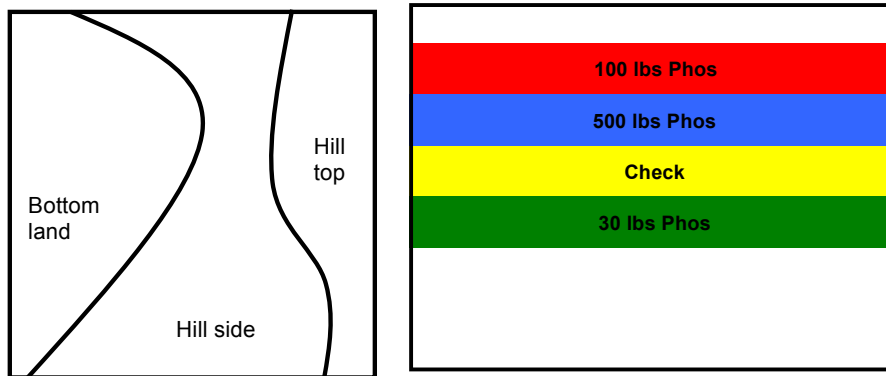 Bottom
land
Hill side
Hill
top
100 lbs Phos
500 lbs Phos
Check
30 lbs Phos